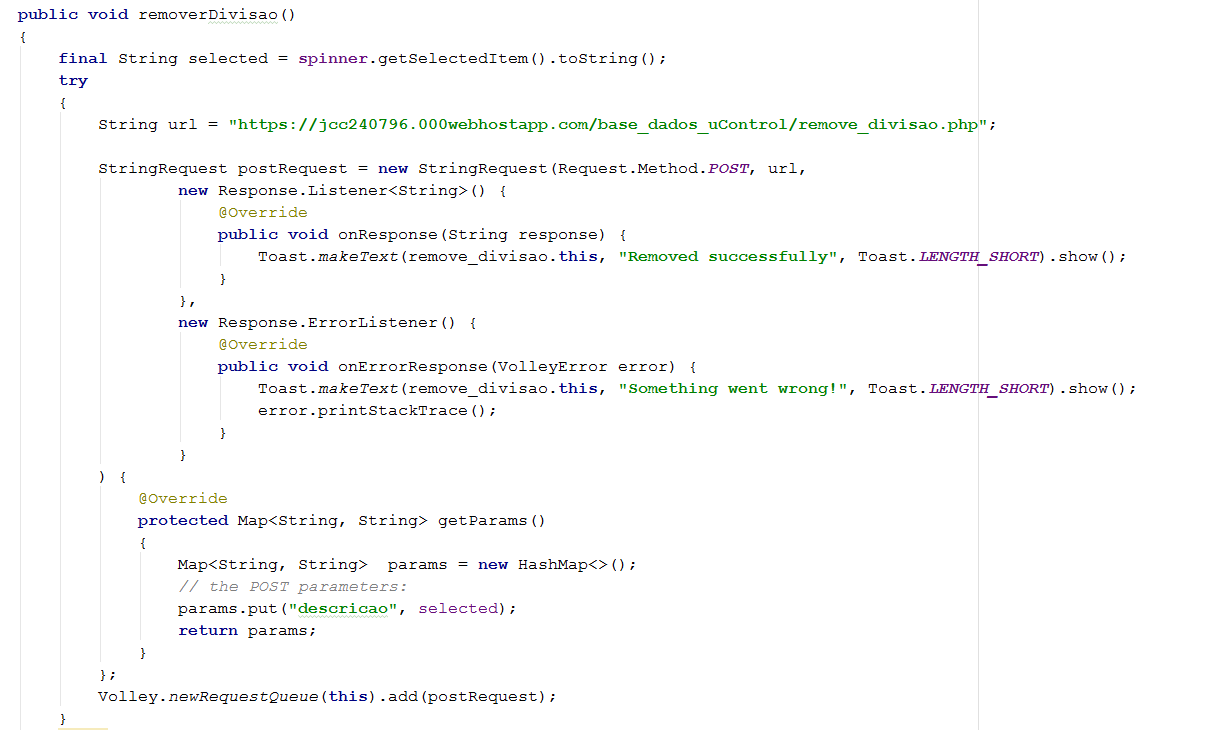 public void removerDivisao()
{
    final String selected = spinner.getSelectedItem().toString();
    try
    {
        String url = "https://jcc240796.000webhostapp.com/base_dados_uControl/remove_divisao.php";

        StringRequest postRequest = new StringRequest(Request.Method.POST, url,
                new Response.Listener<String>() {
                    @Override
                    public void onResponse(String response) {
                        Toast.makeText(remove_divisao.this, "Removed successfully", Toast.LENGTH_SHORT).show();
                    }
                },
                new Response.ErrorListener() {
                    @Override
                    public void onErrorResponse(VolleyError error) {
                        Toast.makeText(remove_divisao.this, "Something went wrong!", Toast.LENGTH_SHORT).show();
                        error.printStackTrace();
                    }
                }
        ) {
            @Override
            protected Map<String, String> getParams()
            {
                Map<String, String>  params = new HashMap<>();
                // the POST parameters:
                params.put("descricao", selected);
                return params;
            }
        };
        Volley.newRequestQueue(this).add(postRequest);
    }